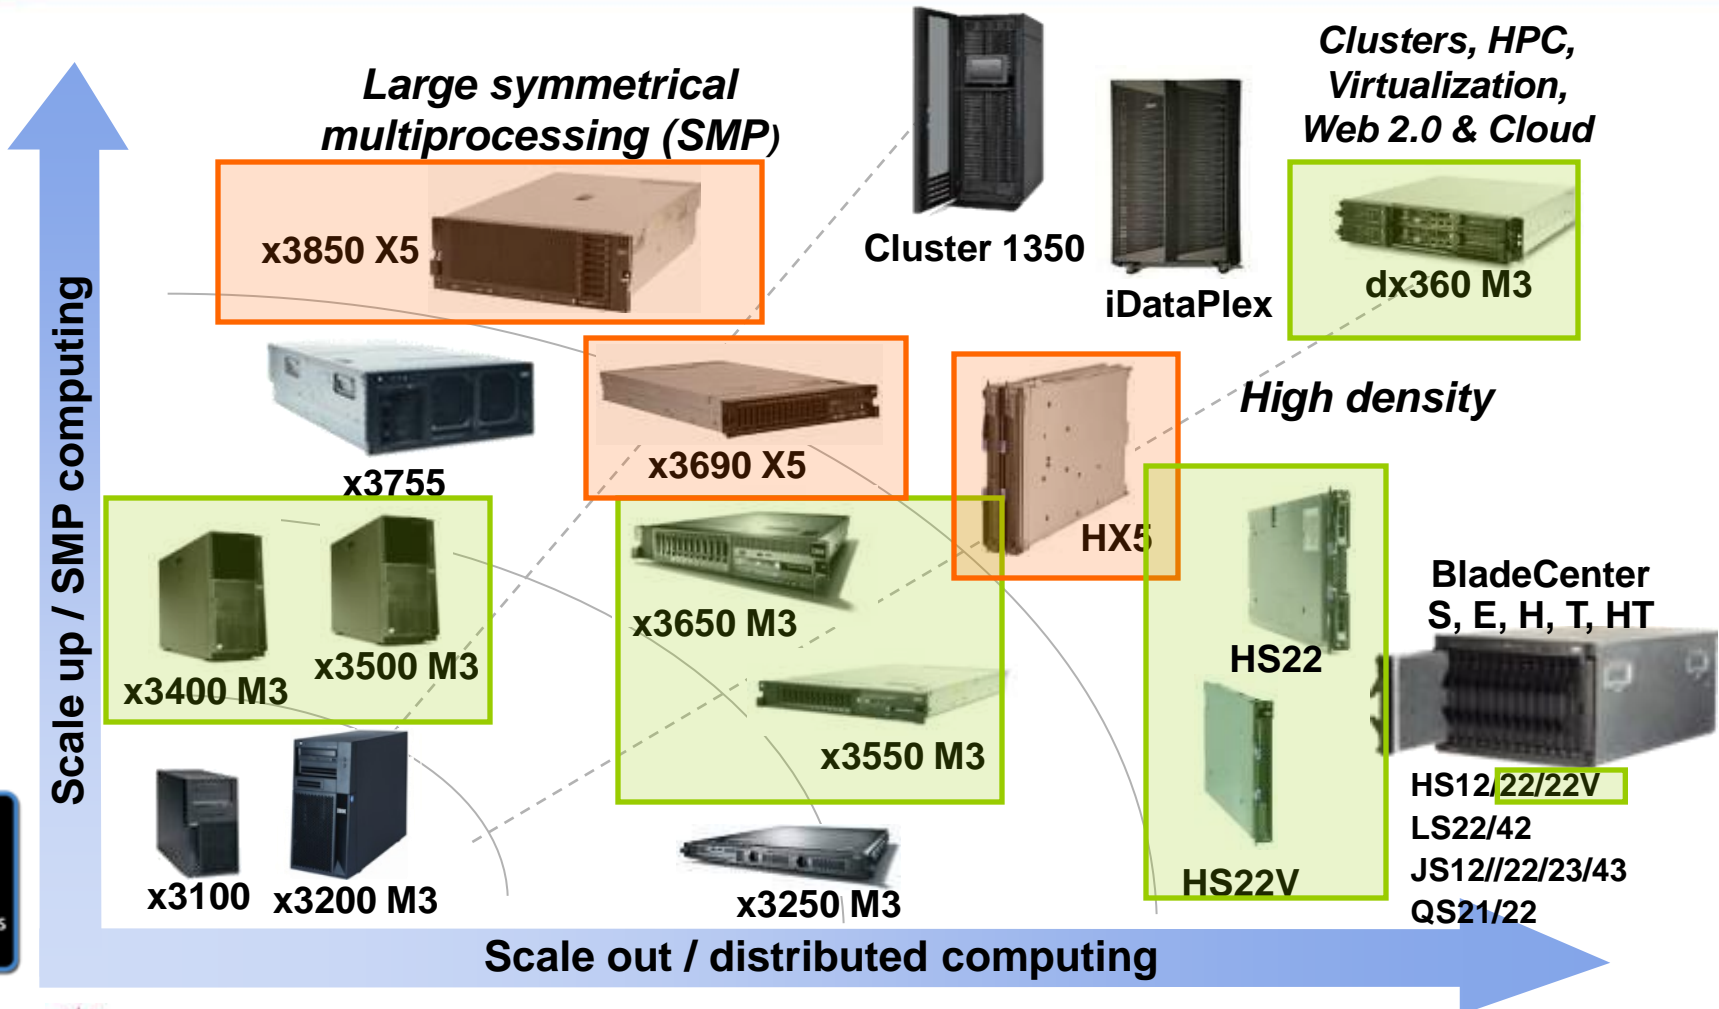 Large symmetrical
multiprocessing (SMP)
Clusters, HPC,
Virtualization,
Web 2.0 & Cloud
x3850 X5
Cluster 1350
iDataPlex
dx360 M3
High density
x3755
x3690 X5
HX5
x3400 M3
x3500 M3
x3650 M3
x3550 M3
HS22
HS22V
BladeCenter
S, E, H, T, HT
HS12/22/22V
LS22/42
JS12//22/23/43
QS21/22
x3100
x3200 M3
x3250 M3
Scale up / SMP computing
Scale out / distributed computing